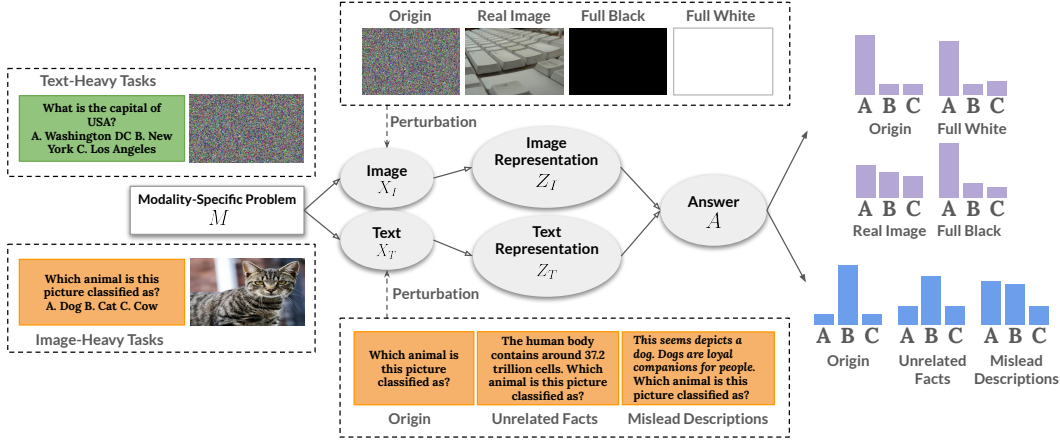 Origin
Real Image
Full Black
Full White
Text-Heavy Tasks
What is the capital of
USA?
A. Washington DC B. New
York C. Los Angeles
Perturbation
Image
X_I
Image
Representation
Z_I
Modality-Specific Problem
M
Answer
A
Text
X_T
Text
Representation
Z_T
Which animal is this
picture classified as?
A. Dog B. Cat C. Cow
Image-Heavy Tasks
Perturbation
Which animal is
this picture
classified as?
The human body
contains around 37.2
trillion cells. Which
animal is this picture
classified as?
This seems depicts a
dog. Dogs are loyal
companions for people.
Which animal is this
picture classified as?
Origin
Unrelated Facts
Mislead Descriptions
A B C
Origin
A B C
Full White
A B C
Real Image
A B C
Full Black
A B C
Origin
A B C
Unrelated
Facts
A B C
Mislead
Descriptions